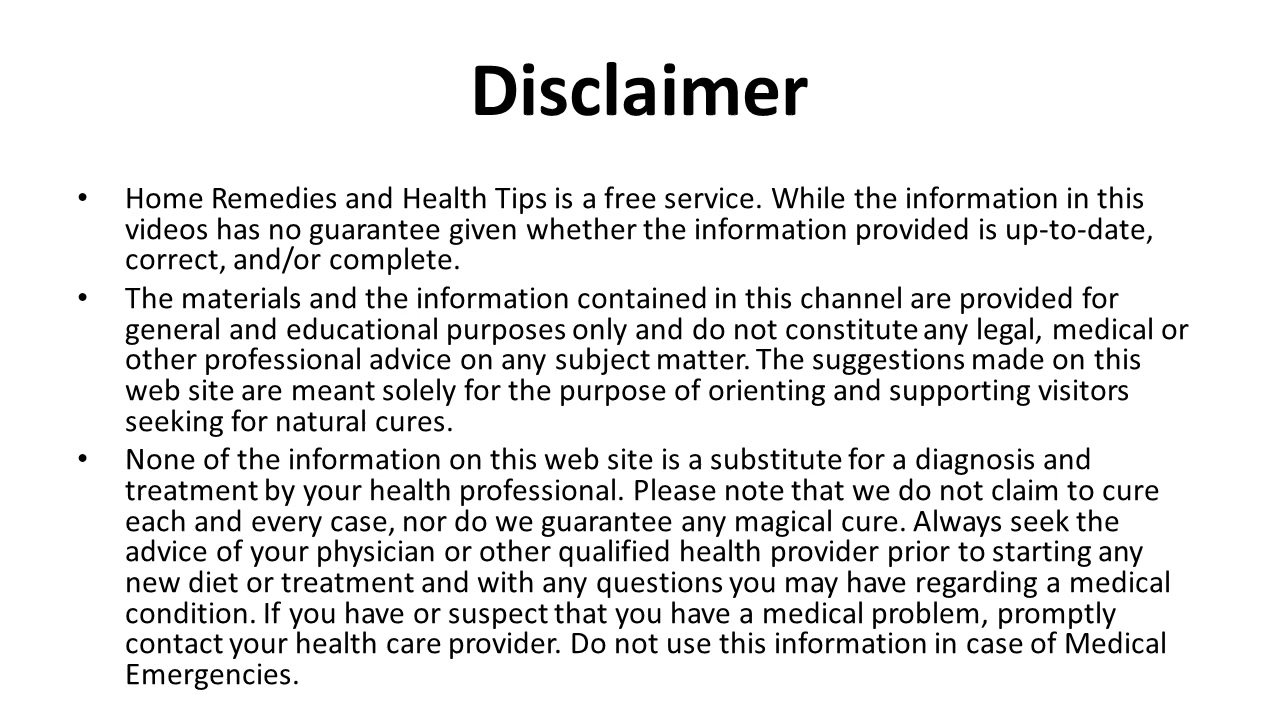 Disclaimer
• Home Remedies and Health Tips is a free service. While the information in this
videos has no guarantee given whether the information provided is up-to-date,
correct, and/or complete.
• The materials and the information contained in this channel are provided for
general and educational purposes only and do not constitute any legal, medical or
other professional advice on any subject matter. The suggestions made on this
web site are meant solely for the purpose of orienting and supporting visitors
seeking for natural cures.
• None of the information on this web site is a substitute for a diagnosis and
treatment by your health professional. Please note that we do not claim to cure
each and every case, nor do we guarantee any magical cure. Always seek the
advice of your physician or other qualified health provider prior to starting any
new diet or treatment and with any questions you may have regarding a medical
condition. If you have or suspect that you have a medical problem, promptly
contact your health care provider. Do not use this information in case of Medical
Emergencies.